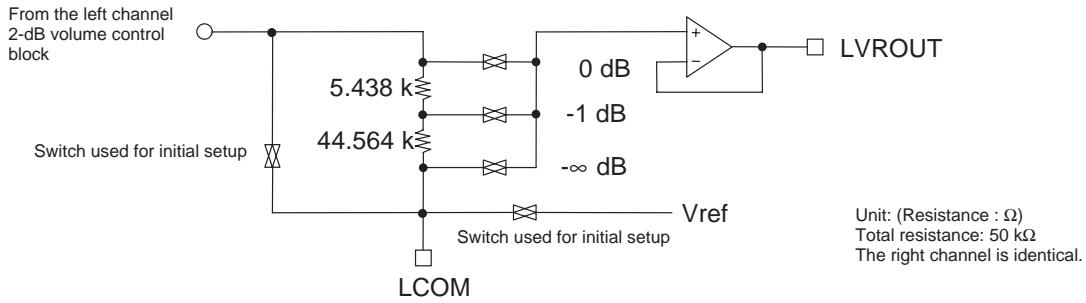 From the left channel
2-dB volume control
block
LVROUT
0 dB
5.438 k
-1 dB
44.564 k
Switch used for initial setup
-∞ dB
Vref
Switch used for initial setup
Unit: (Resistance : Ω)
Total resistance: 50 kΩ
The right channel is identical.
LCOM
+
−